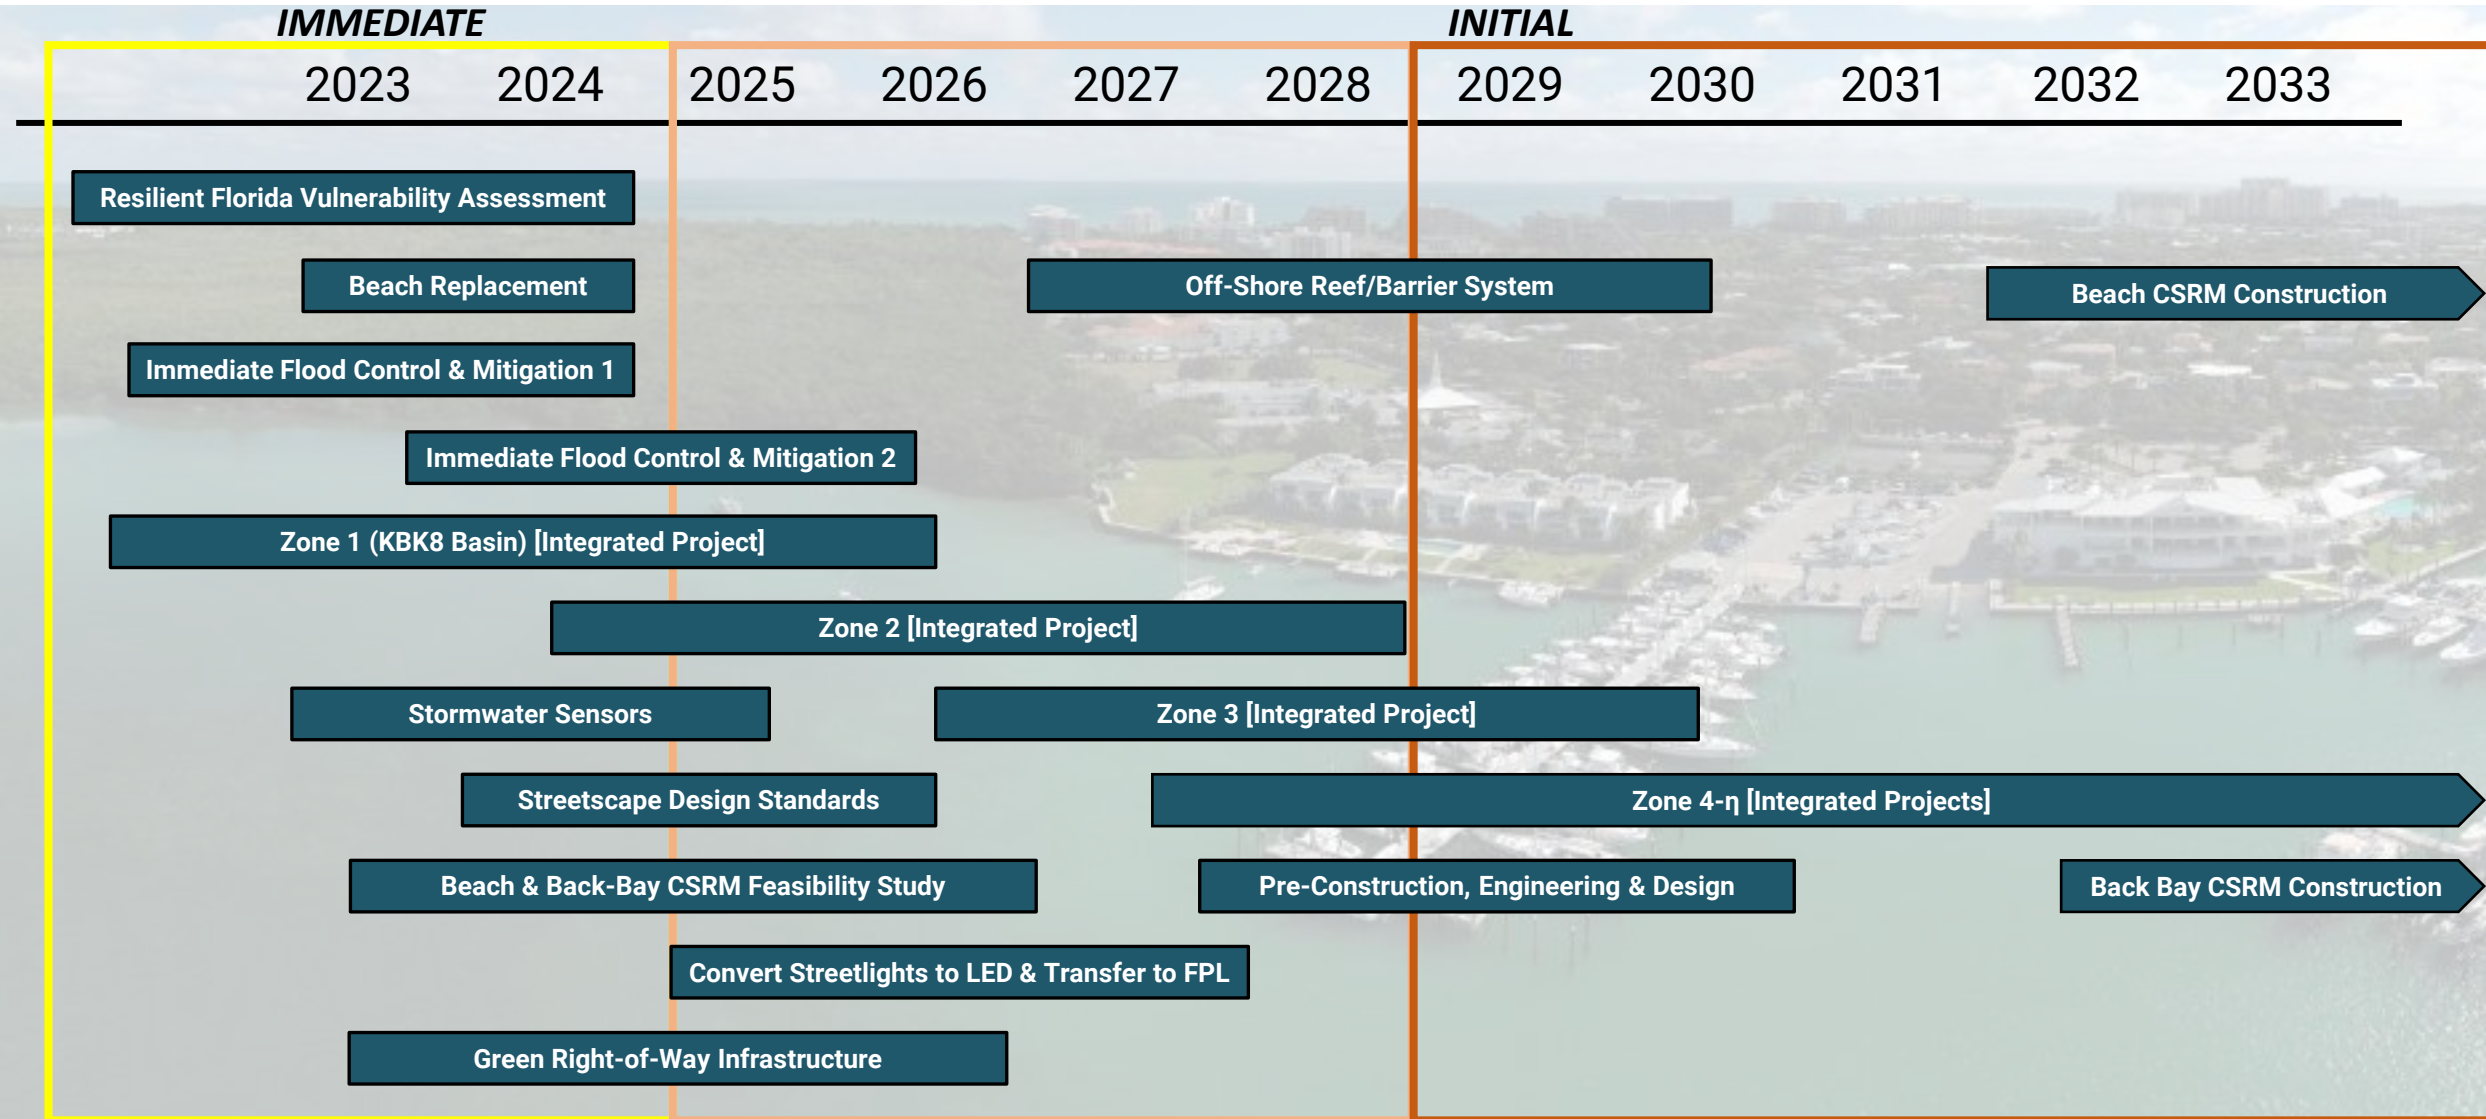 IMMEDIATE INITIAL
2023 2024 2025 2026 2027 2028 2029 2030 2031 2032 2033
Resilient Florida Vulnerability Assessment
Beach Replacement Off-Shore Reef/Barrier System Beach CSRM Construction
Immediate Flood Control & Mitigation 1
Immediate Flood Control & Mitigation 2
Zone 1 (KBK8 Basin) [Integrated Project]
Zone 2 [Integrated Project]
Stormwater Sensors Zone 3 [Integrated Project]
Streetscape Design Standards Zone 4-η [Integrated Projects]
Beach & Back-Bay CSRM Feasibility Study Pre-Construction, Engineering & Design Back Bay CSRM Construction
Convert Streetlights to LED & Transfer to FPL
Green Right-of-Way Infrastructure